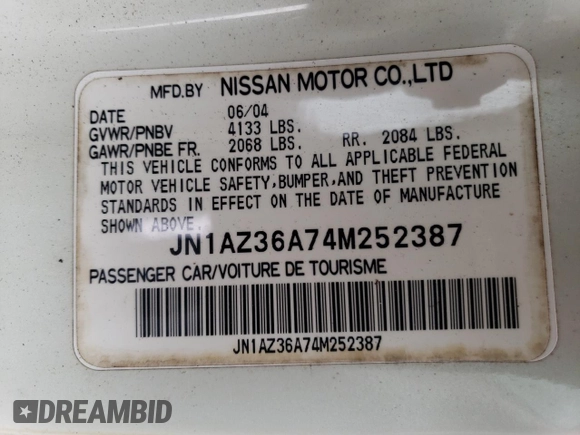 MFD.BY NISSAN MOTOR CO.,LTD
DATE 06/04
GVWR/PNBV 4133 LBS.
GAWR/PNBE FR. 2068 LBS. RR. 2084 LBS.
THIS VEHICLE CONFORMS TO ALL APPLICABLE FEDERAL
MOTOR VEHICLE SAFETY,BUMPER,AND THEFT PREVENTION
STANDARDS IN EFFECT ON THE DATE OF MANUFACTURE
SHOWN ABOVE.
JN1AZ36A74M252387
PASSENGER CAR/VOITURE DE TOURISME
JN1AZ36A74M252387
DREAMBID